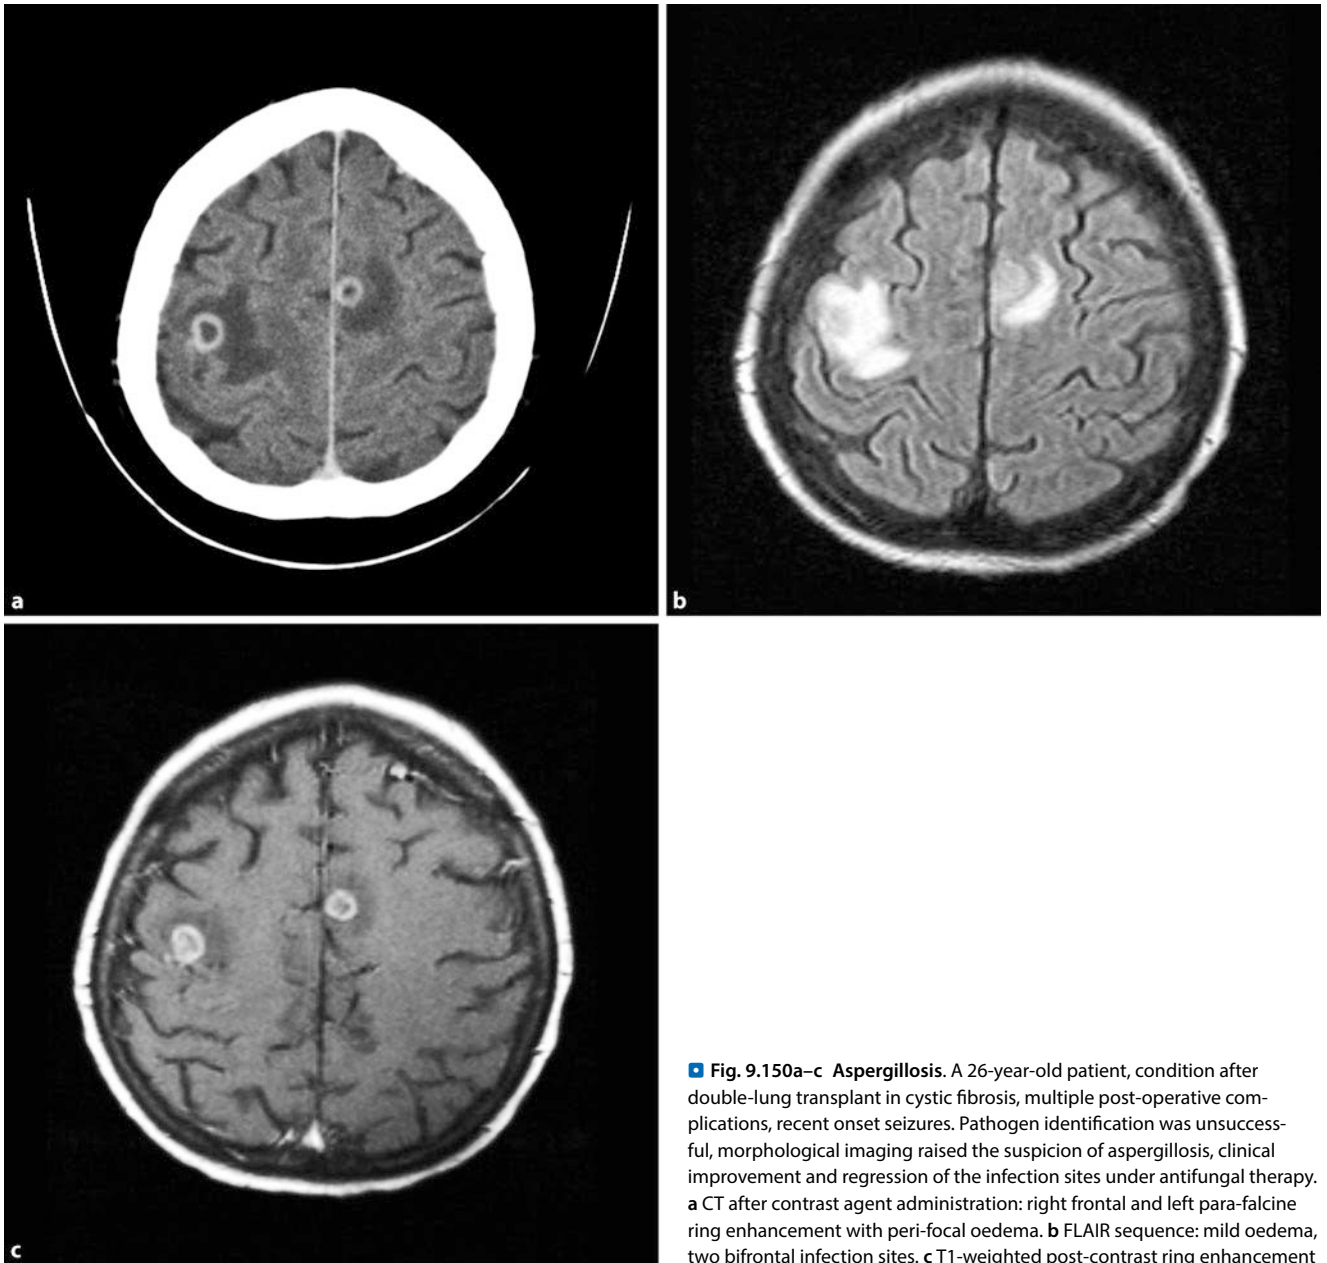 a
b
c
Fig. 9.150a–c Aspergillosis. A 26-year-old patient, condition after
double-lung transplant in cystic fibrosis, multiple post-operative com-
plications, recent onset seizures. Pathogen identification was unsuccess-
ful, morphological imaging raised the suspicion of aspergillosis, clinical
improvement and regression of the infection sites under antifungal therapy.
a CT after contrast agent administration: right frontal and left para-falcine
ring enhancement with peri-focal oedema. b FLAIR sequence: mild oedema,
two bifrontal infection sites. c T1-weighted post-contrast ring enhancement